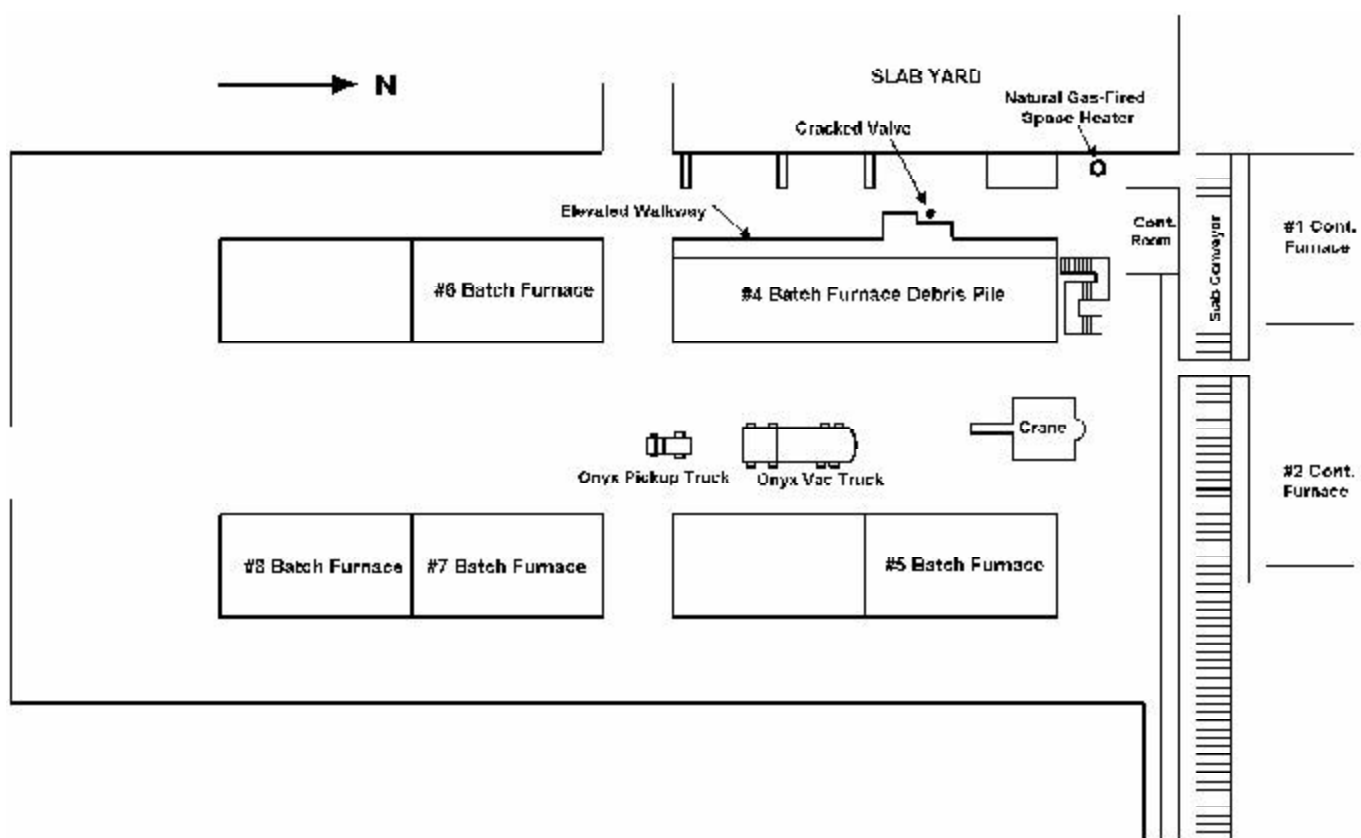 N
SLAB YARD
Natural Gas-Fired
Space Heater
Cracked Valve
Elevated Walkway
Cont.
Room
Slab Conveyor
#1 Cont.
Furnace
#6 Batch Furnace
#4 Batch Furnace Debris Pile
Crane
Onyx Pickup Truck
Onyx Vac Truck
#2 Cont.
Furnace
#8 Batch Furnace
#7 Batch Furnace
#5 Batch Furnace